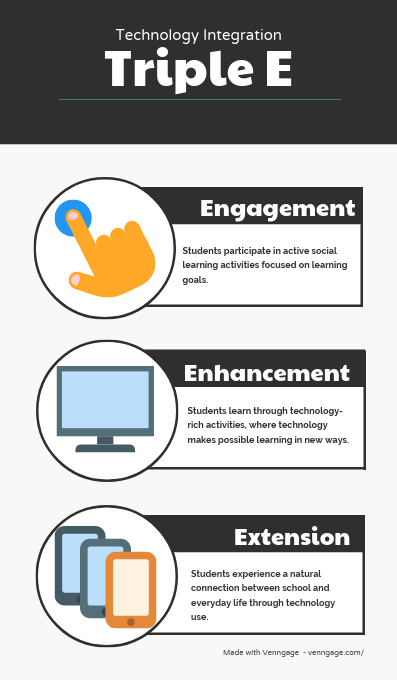 Technology Integration
Triple E
Engagement
Students participate in active social
learning activities focused on learning
goals.
Enhancement
Students learn through technology-
rich activities, where technology
makes possible learning in new ways.
Extension
Students experience a natural
connection between school and
everyday life through technology
use.
Made with Venngage - venngage.com/